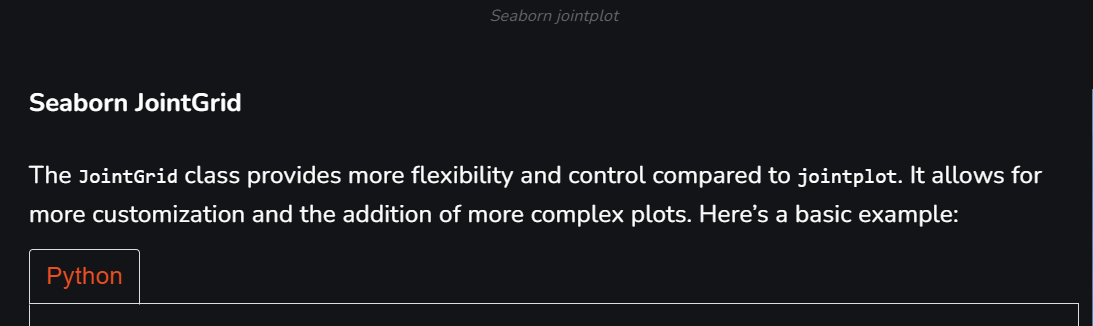 Seaborn jointplot
Seaborn JointGrid
The JointGrid class provides more flexibility and control compared to jointplot. It allows for
more customization and the addition of more complex plots. Here’s a basic example:
Python